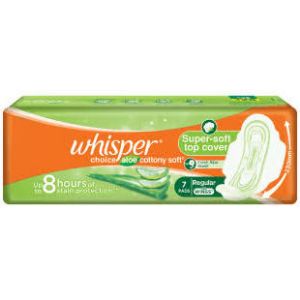 whisper®
choice aloe cottony soft
Up to 8 hours of
stain protection
Super-soft
top cover
7
PADS
Regular